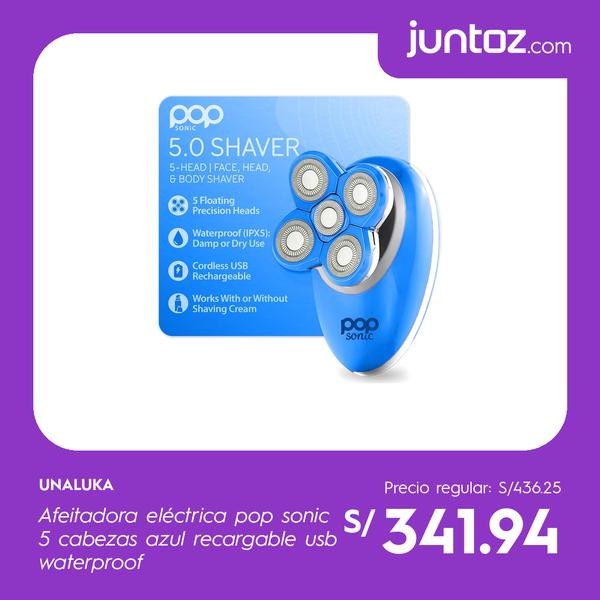 juntoz.com
pop
SONIC
5.0 SHAVER
5-HEAD | FACE, HEAD,
& BODY SHAVER
5 Floating
Precision Heads
Waterproof (IPX5):
Damp or Dry Use
Cordless USB
Rechargeable
Works With or Without
Shaving Cream
pop
sonic
UNALUKA
Afeitadora eléctrica pop sonic
5 cabezas azul recargable usb
waterproof
Precio regular: S/436.25
S/ 341.94